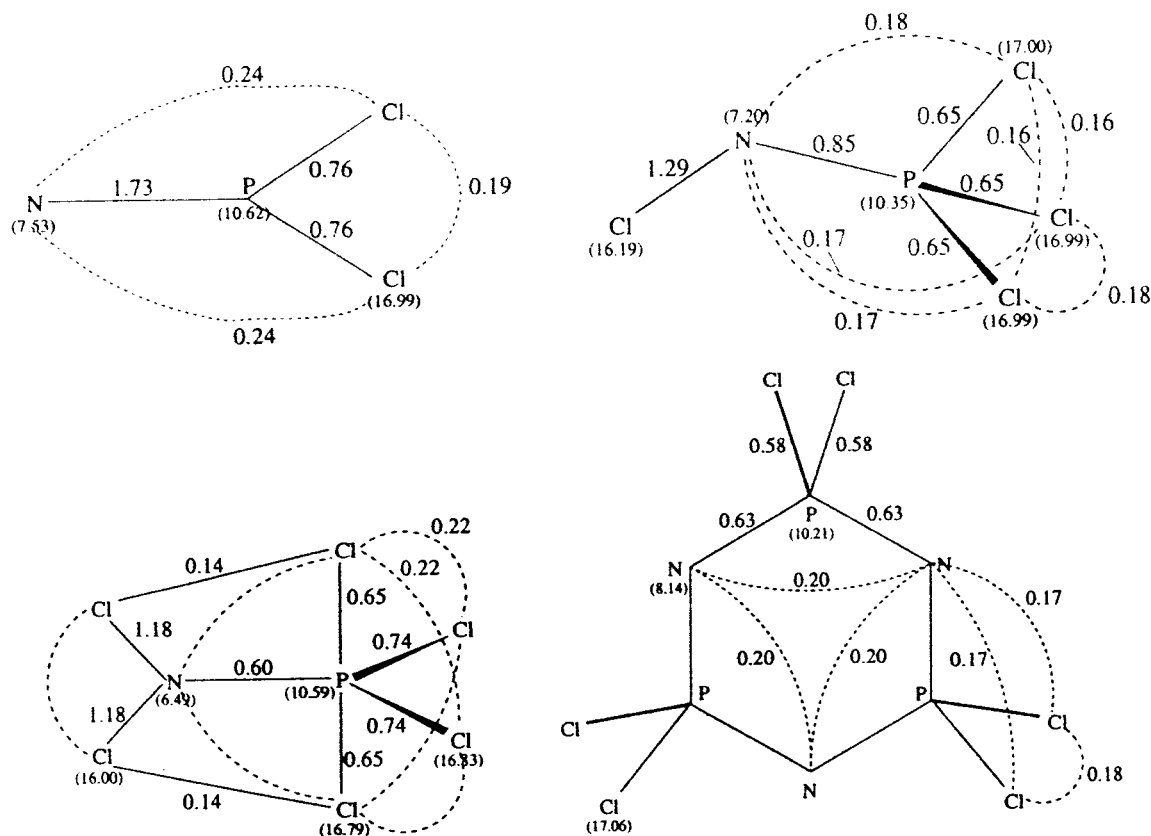 0.24
Cl
0.76
1.73
P
0.19
N
(7.53)
(10.62)
0.76
Cl
(16.99)
0.24
0.18
(17.00)
Cl
(7.20)
N
0.65
0.16
0.16
0.85
1.29
P
0.65
(10.35)
Cl
(16.19)
Cl
(16.99)
0.17
0.65
0.17
Cl
(16.99)
0.18
0.22
0.14
Cl
0.22
Cl
0.65
1.18
0.74
Cl
0.60
N
(6.49)
(10.59)
P
1.18
0.74
Cl
(16.83)
Cl
(16.00)
0.65
0.14
Cl
(16.79)
Cl
Cl
0.58
0.58
0.63
P
0.63
(10.21)
N
(8.14)
0.20
N
0.17
0.20
0.20
0.17
P
P
Cl
Cl
Cl
(17.06)
N
Cl
0.18